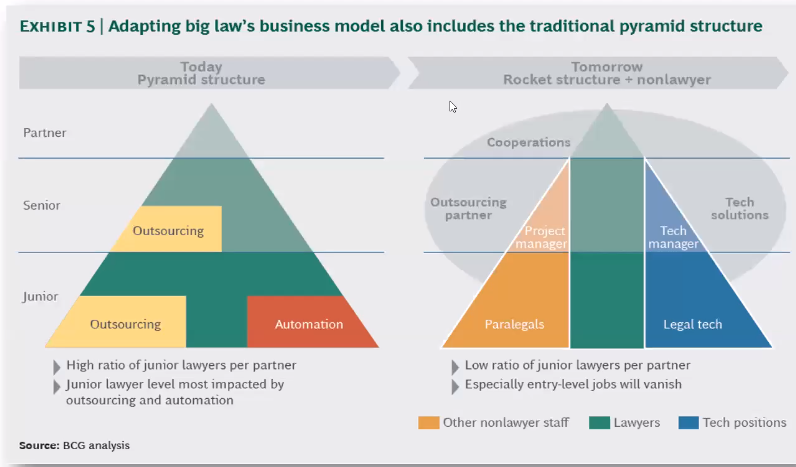 EXHIBIT 5 | Adapting big law's business model also includes the traditional pyramid structure
Today
Pyramid structure
Tomorrow
Rocket structure + nonlawyer
Partner
Senior
Junior
Outsourcing
Outsourcing
Automation
Cooperations
Outsourcing
partner
Tech
solutions
Project
manager
Tech
manager
Paralegals
Legal tech
High ratio of junior lawyers per partner
Junior lawyer level most impacted by
outsourcing and automation
Low ratio of junior lawyers per partner
Especially entry-level jobs will vanish
Other nonlawyer staff
Lawyers
Tech positions
Source: BCG analysis